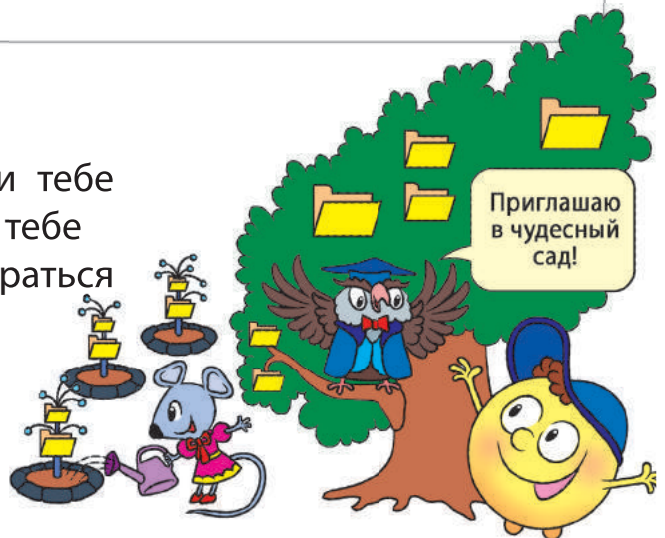 и тебе
тебе
раться
Приглашаю
в чудесный
сад!